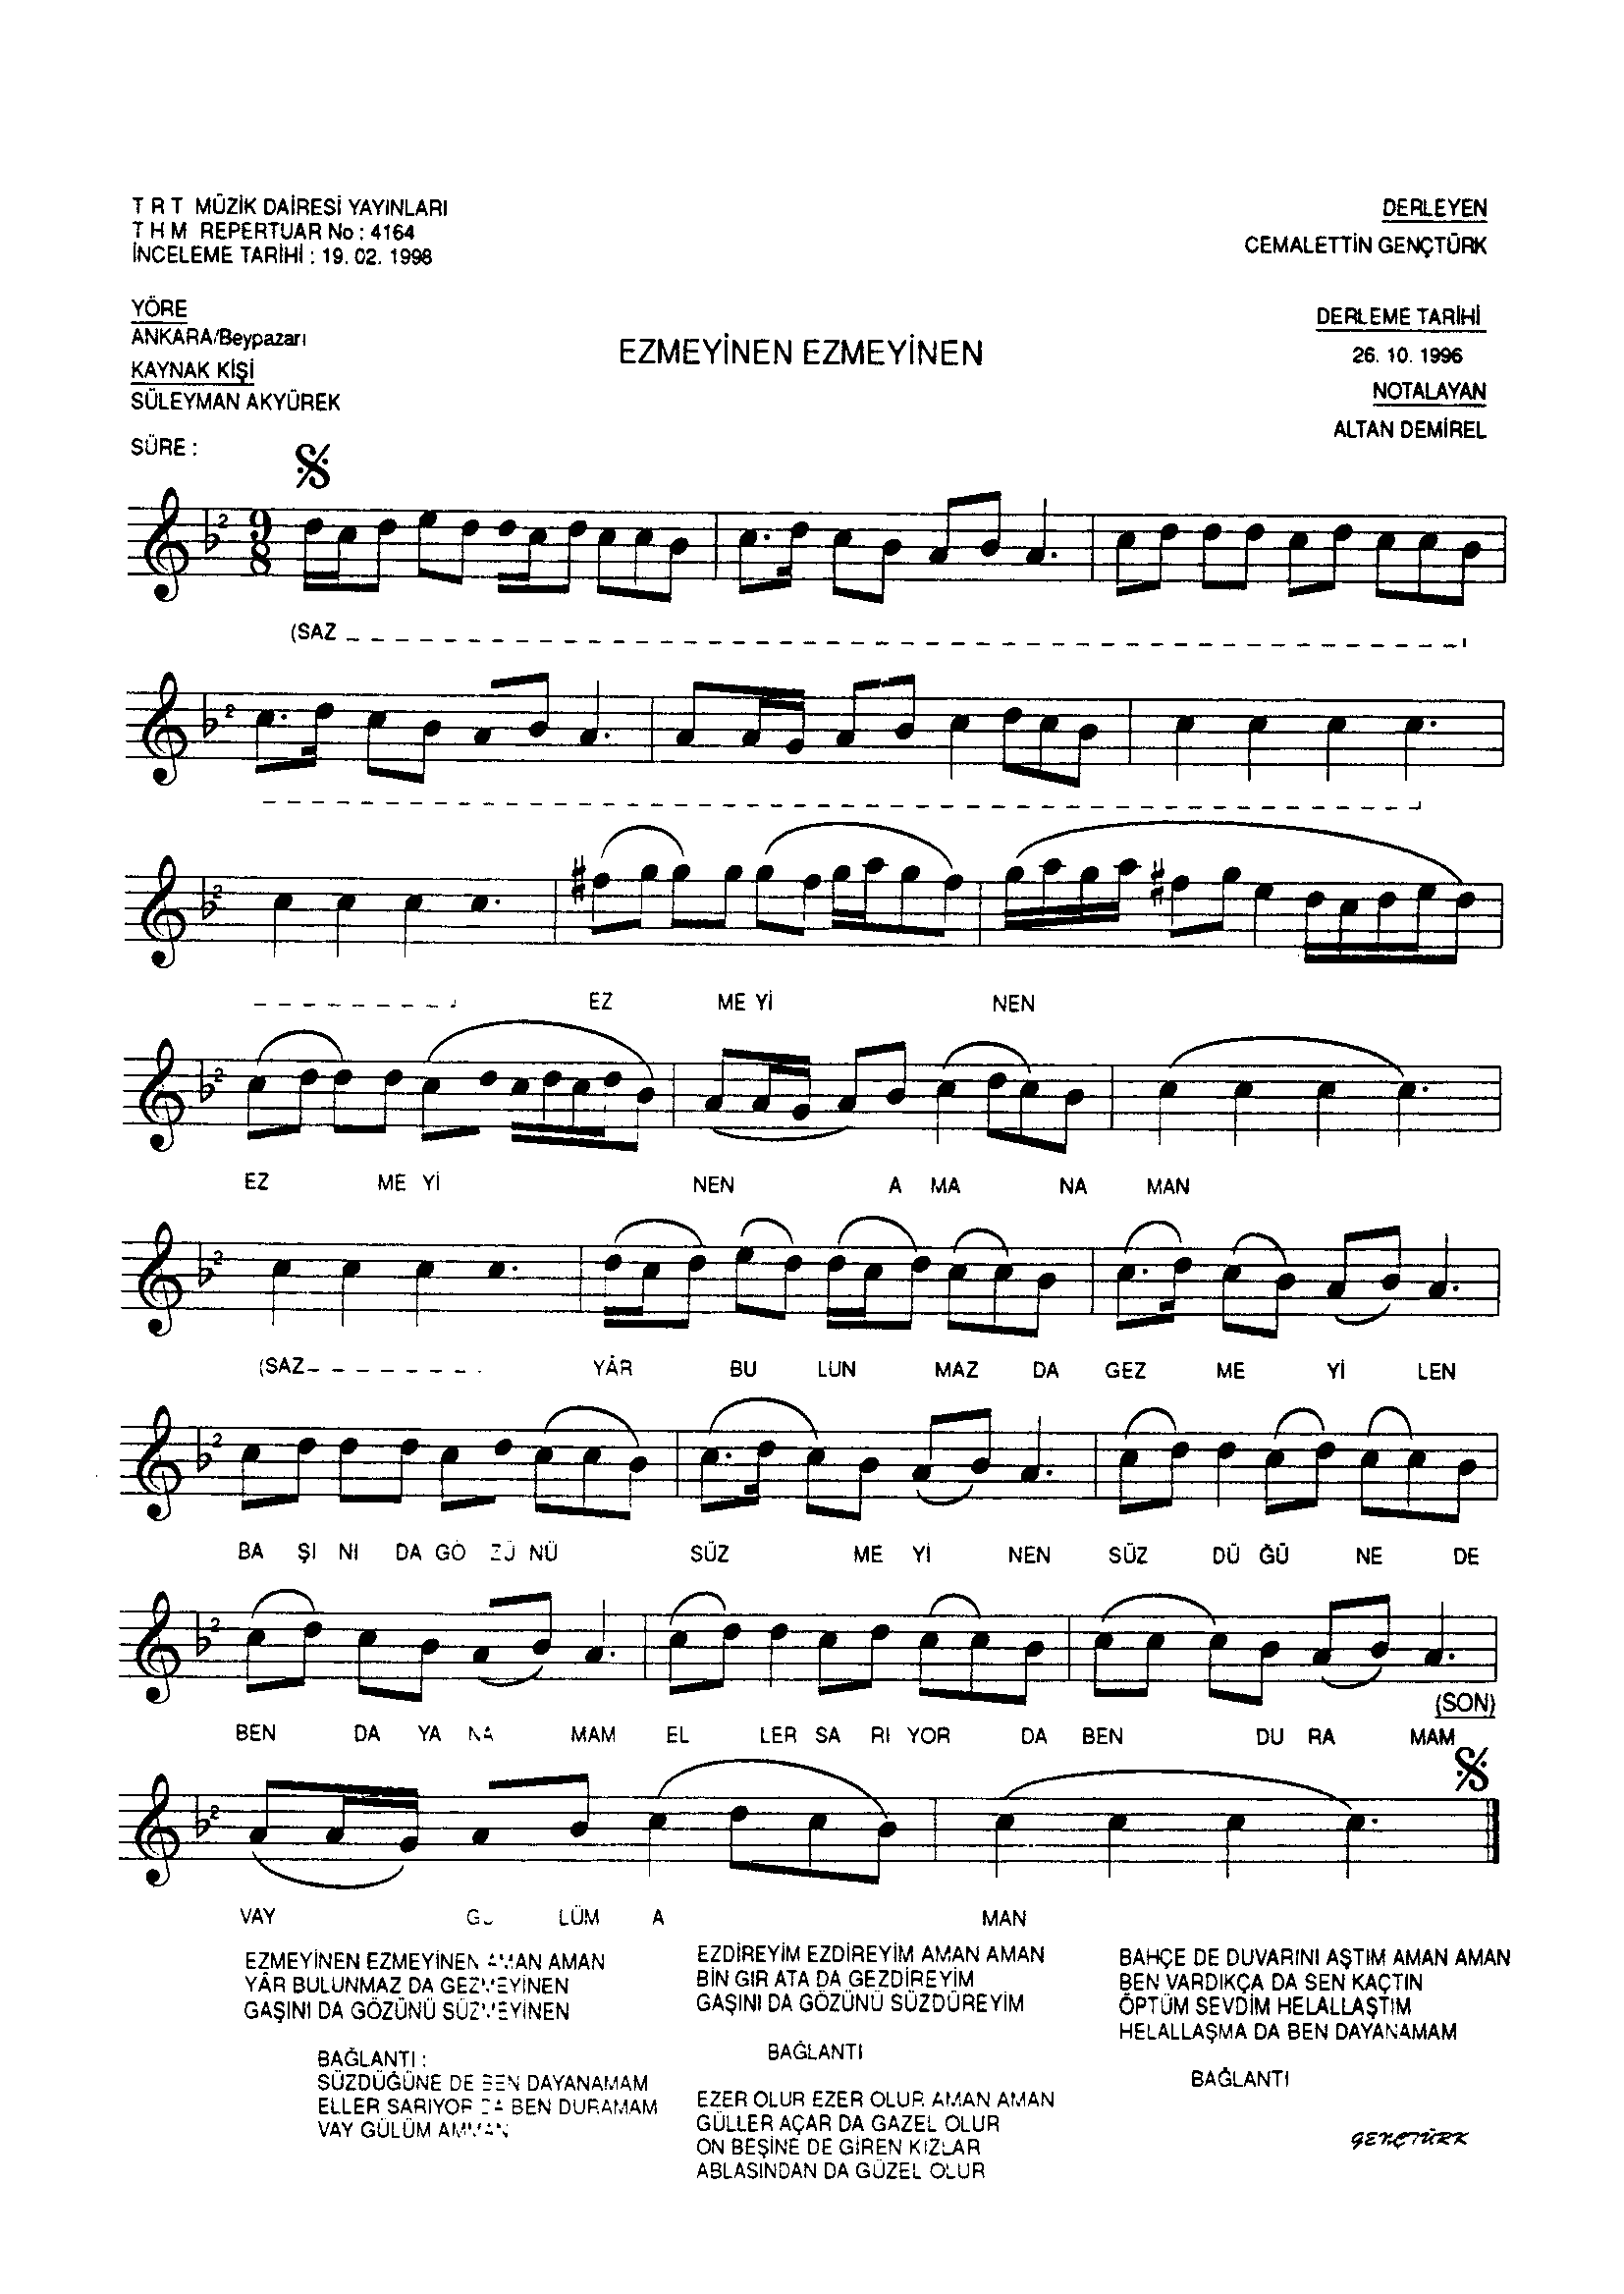 T R T MÜZİK DAİRESİ YAYINLARI
T H M REPERTUAR No : 4164
İNCELEME TARİHİ : 19. 02. 1998
DERLEYEN
CEMALETTİN GENÇTÜRK
YÖRE
ANKARA/Beypazarı
KAYNAK KİŞİ
SÜLEYMAN AKYÜREK
EZMEYİNEN EZMEYİNEN
DERLEME TARİHİ
26. 10. 1996
NOTALAYAN
ALTAN DEMİREL
SÜRE :
(SAZ
EZ ME Yİ NEN
EZ ME Yİ NEN A MA NA MAN
(SAZ YÂR BU LUN MAZ DA GEZ ME Yİ LEN
BA ŞI NI DA GÖ ZÜ NÜ SÜZ ME Yİ NEN SÜZ DÜ ĞÜ NE DE
BEN DA YA NA MAM EL LER SA RI YOR DA BEN DU RA MAM
(SON)
VAY LÜM A MAN
EZMEYİNEN EZMEYİNEN AMAN AMAN
YÂR BULUNMAZ DA GEZMEYİNEN
GAŞINI DA GÖZÜNÜ SÜZMEYİNEN
BAĞLANTI :
SÜZDÜĞÜNE DE BEN DAYANAMAM
ELLER SARIYOR DA BEN DURAMAM
VAY GÜLÜM AMMAN
EZDİREYİM EZDİREYİM AMAN AMAN
BİN GIR ATA DA GEZDİREYİM
GAŞINI DA GÖZÜNÜ SÜZDÜREYİM
BAĞLANTI
EZER OLUR EZER OLUR AMAN AMAN
GÜLLER AÇAR DA GAZEL OLUR
ON BEŞİNE DE GİREN KIZLAR
ABLASINDAN DA GÜZEL OLUR
BAHÇE DE DUVARINI AŞTIM AMAN AMAN
BEN VARDIKÇA DA SEN KAÇTIN
ÖPTÜM SEVDİM HELALLAŞTIM
HELALLAŞMA DA BEN DAYANAMAM
BAĞLANTI
GENÇTÜRK